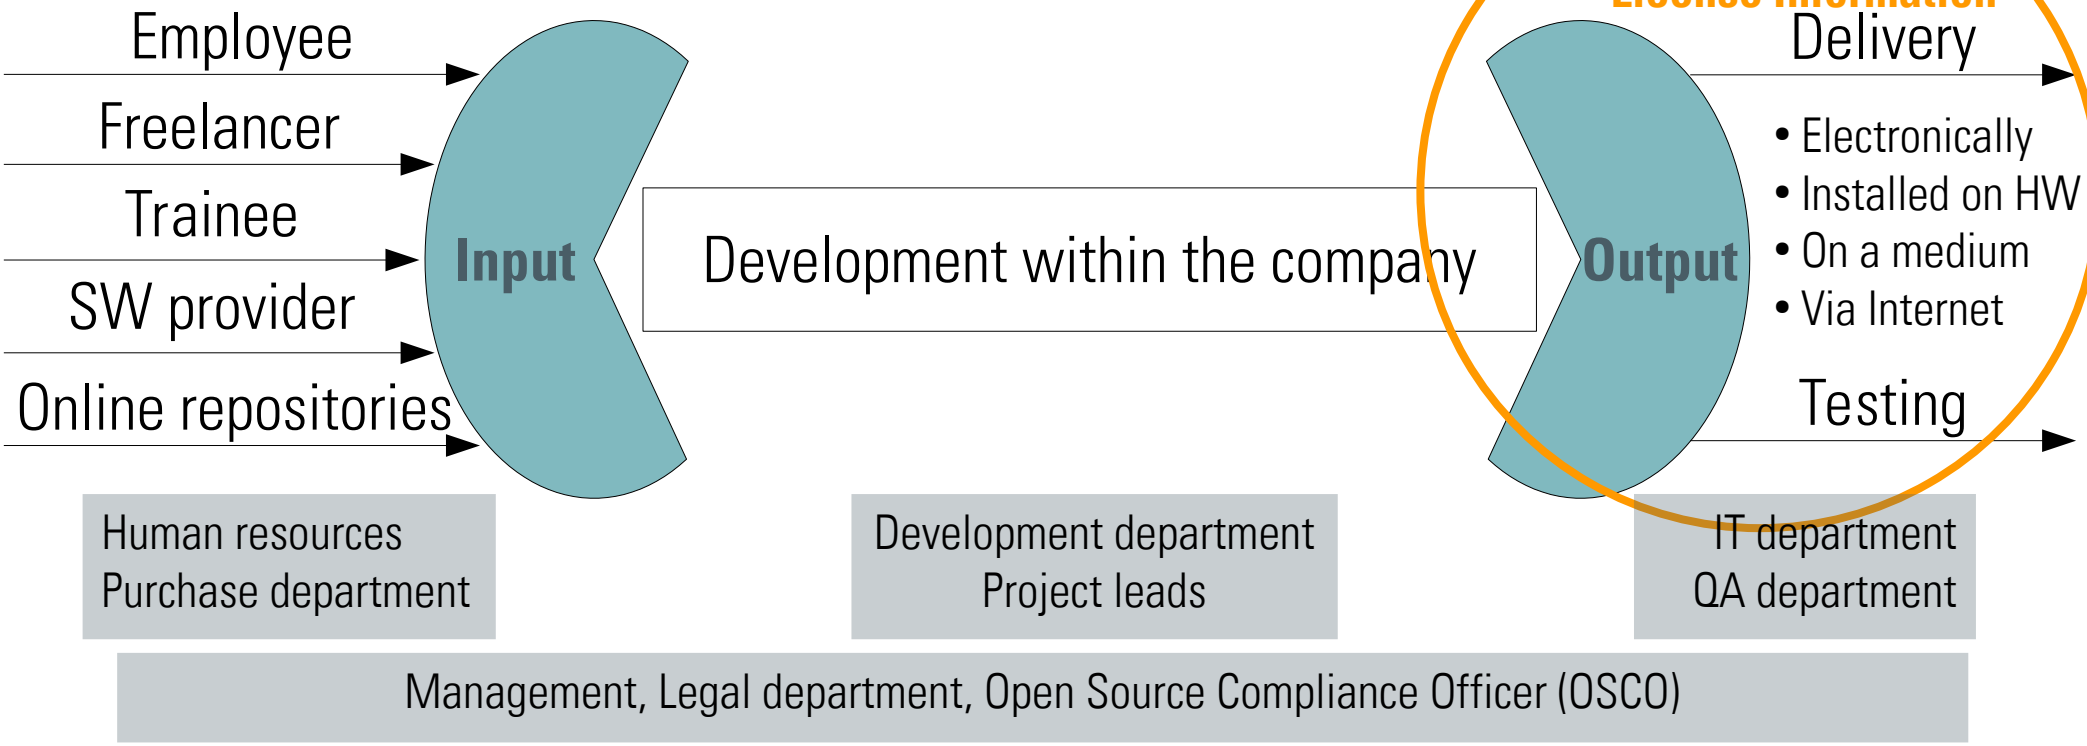 License Information
Employee
Freelancer
Trainee
SW provider
Online repositories
Input
Development within the company
Output
Delivery
• Electronically
• Installed on HW
• On a medium
• Via Internet
Testing
Human resources
Purchase department
Development department
Project leads
IT department
QA department
Management, Legal department, Open Source Compliance Officer (OSCO)